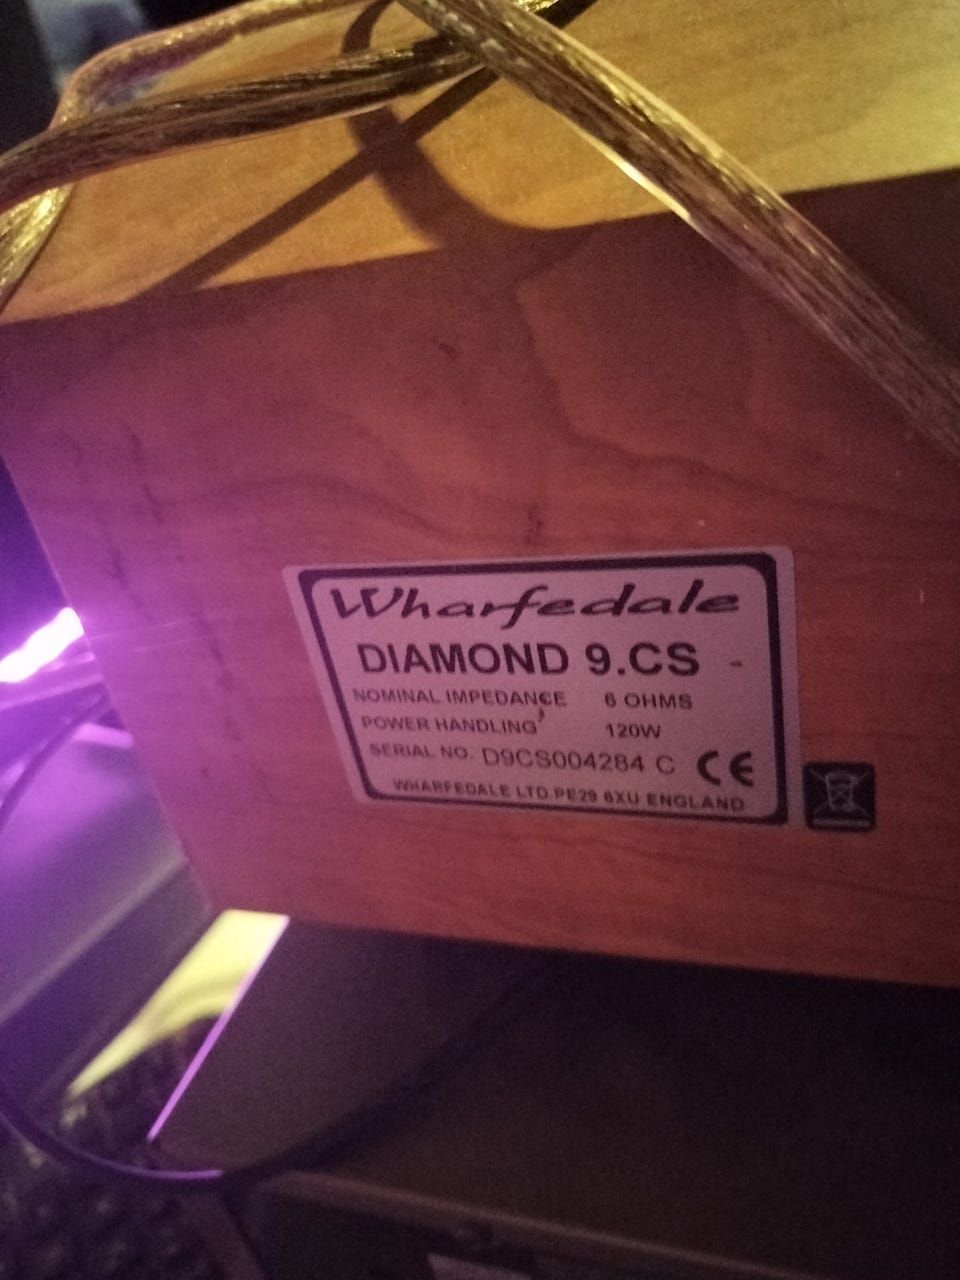 Wharfedale
DIAMOND 9.CS -
NOMINAL IMPEDANCE 6 OHMS
POWER HANDLING 120W
SERIAL NO. D9CS004284 C CE
WHARFEDALE LTD.PE29 6XU ENGLAND